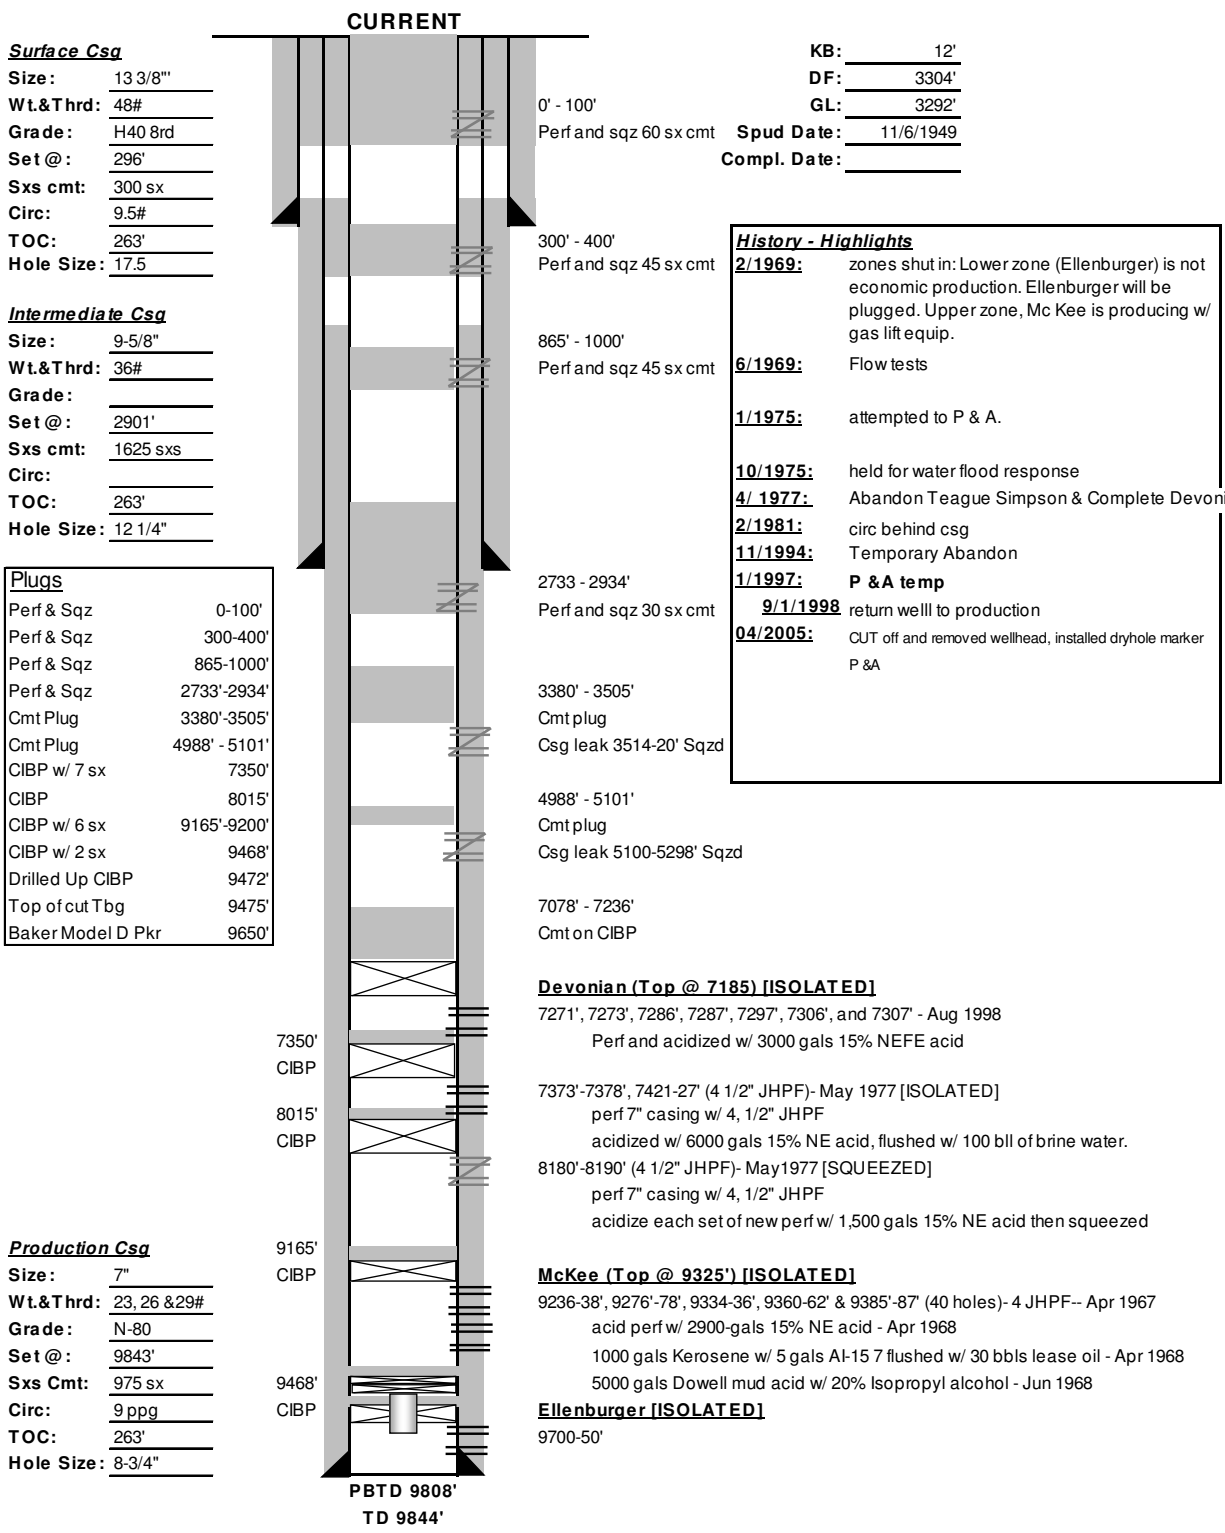 CURRENT
Surface Csg
Size: 13 3/8"'
Wt.&Thrd: 48#
Grade: H40 8rd
Set @: 296'
Sxs cmt: 300 sx
Circ: 9.5#
TOC: 263'
Hole Size: 17.5
Intermediate Csg
Size: 9-5/8"
Wt.&Thrd: 36#
Grade:
Set @: 2901'
Sxs cmt: 1625 sxs
Circ:
TOC: 263'
Hole Size: 12 1/4"
Plugs
Perf & Sqz 0-100'
Perf & Sqz 300-400'
Perf & Sqz 865-1000'
Perf & Sqz 2733'-2934'
Cmt Plug 3380'-3505'
Cmt Plug 4988' - 5101'
CIBP w/ 7 sx 7350'
CIBP 8015'
CIBP w/ 6 sx 9165'-9200'
CIBP w/ 2 sx 9468'
Drilled Up CIBP 9472'
Top of cut Tbg 9475'
Baker Model D Pkr 9650'
Production Csg
Size: 7"
Wt.&Thrd: 23, 26 &29#
Grade: N-80
Set @: 9843'
Sxs Cmt: 975 sx
Circ: 9 ppg
TOC: 263'
Hole Size: 8-3/4"
7350'
CIBP
8015'
CIBP
9165'
CIBP
9468'
CIBP
PBTD 9808'
TD 9844'
0' - 100'
Perf and sqz 60 sx cmt
300' - 400'
Perf and sqz 45 sx cmt
865' - 1000'
Perf and sqz 45 sx cmt
2733 - 2934'
Perf and sqz 30 sx cmt
3380' - 3505'
Cmt plug
Csg leak 3514-20' Sqzd
4988' - 5101'
Cmt plug
Csg leak 5100-5298' Sqzd
7078' - 7236'
Cmt on CIBP
Devonian (Top @ 7185) [ISOLATED]
7271', 7273', 7286', 7287', 7297', 7306', and 7307' - Aug 1998
Perf and acidized w/ 3000 gals 15% NEFE acid
7373'-7378', 7421-27' (4 1/2" JHPF)- May 1977 [ISOLATED]
perf 7" casing w/ 4, 1/2" JHPF
acidized w/ 6000 gals 15% NE acid, flushed w/ 100 bll of brine water.
8180'-8190' (4 1/2" JHPF)- May1977 [SQUEEZED]
perf 7" casing w/ 4, 1/2" JHPF
acidize each set of new perf w/ 1,500 gals 15% NE acid then squeezed
McKee (Top @ 9325') [ISOLATED]
9236-38', 9276'-78', 9334-36', 9360-62' & 9385'-87' (40 holes)- 4 JHPF-- Apr 1967
acid perf w/ 2900-gals 15% NE acid - Apr 1968
1000 gals Kerosene w/ 5 gals AI-15 7 flushed w/ 30 bbls lease oil - Apr 1968
5000 gals Dowell mud acid w/ 20% Isopropyl alcohol - Jun 1968
Ellenburger [ISOLATED]
9700-50'
KB: 12'
DF: 3304'
GL: 3292'
Spud Date: 11/6/1949
Compl. Date:
History - Highlights
2/1969: zones shut in: Lower zone (Ellenburger) is not
economic production. Ellenburger will be
plugged. Upper zone, Mc Kee is producing w/
gas lift equip.
6/1969: Flow tests
1/1975: attempted to P & A.
10/1975: held for water flood response
4/ 1977: Abandon Teague Simpson & Complete Devoni
2/1981: circ behind csg
11/1994: Temporary Abandon
1/1997: P &A temp
9/1/1998 return welll to production
04/2005: CUT off and removed wellhead, installed dryhole marker
P &A